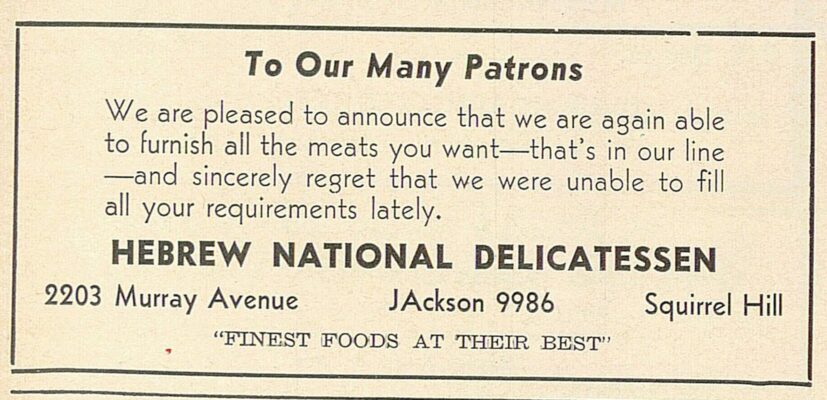 To Our Many Patrons
We are pleased to announce that we are again able
to furnish all the meats you want—that's in our line
—and sincerely regret that we were unable to fill
all your requirements lately.
HEBREW NATIONAL DELICATESSEN
2203 Murray Avenue JAckson 9986 Squirrel Hill
"FINEST FOODS AT THEIR BEST"